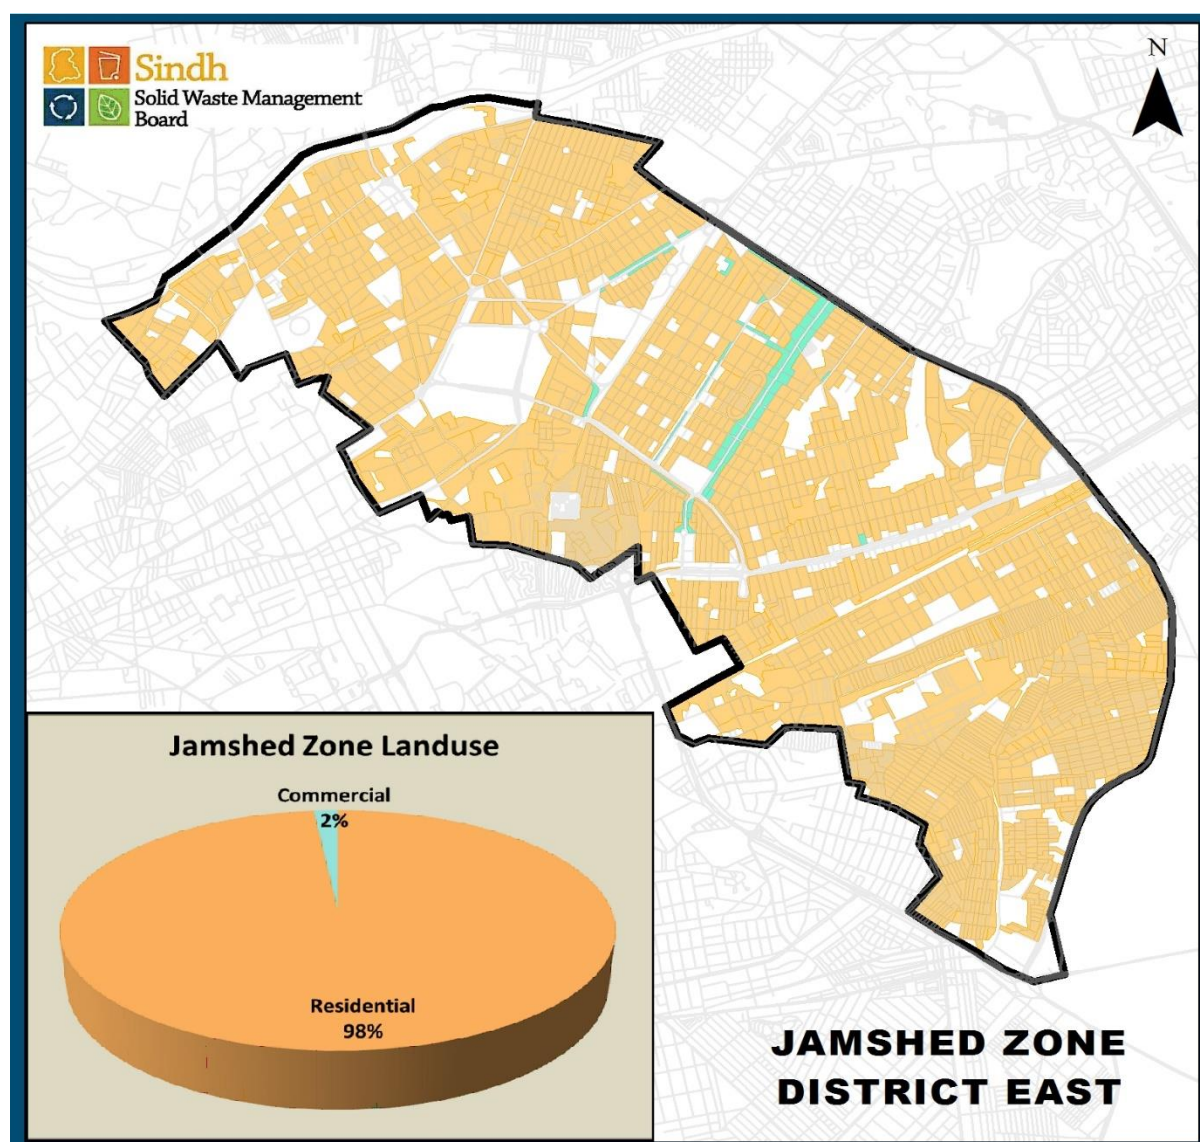 Sindh
Solid Waste Management
Board
N
Jamshed Zone Landuse
Commercial
2%
Residential
98%
JAMSHED ZONE
DISTRICT EAST